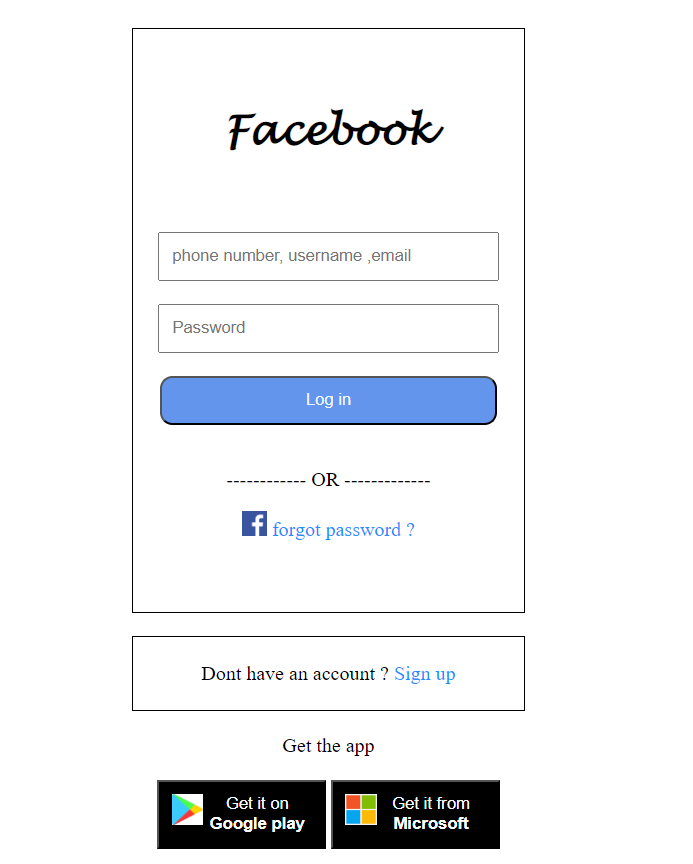 Facebook
phone number, username ,email
Password
Log in
------------ OR -------------
forgot password ?
Dont have an account ? Sign up
Get the app
Get it on
Google play
Get it from
Microsoft